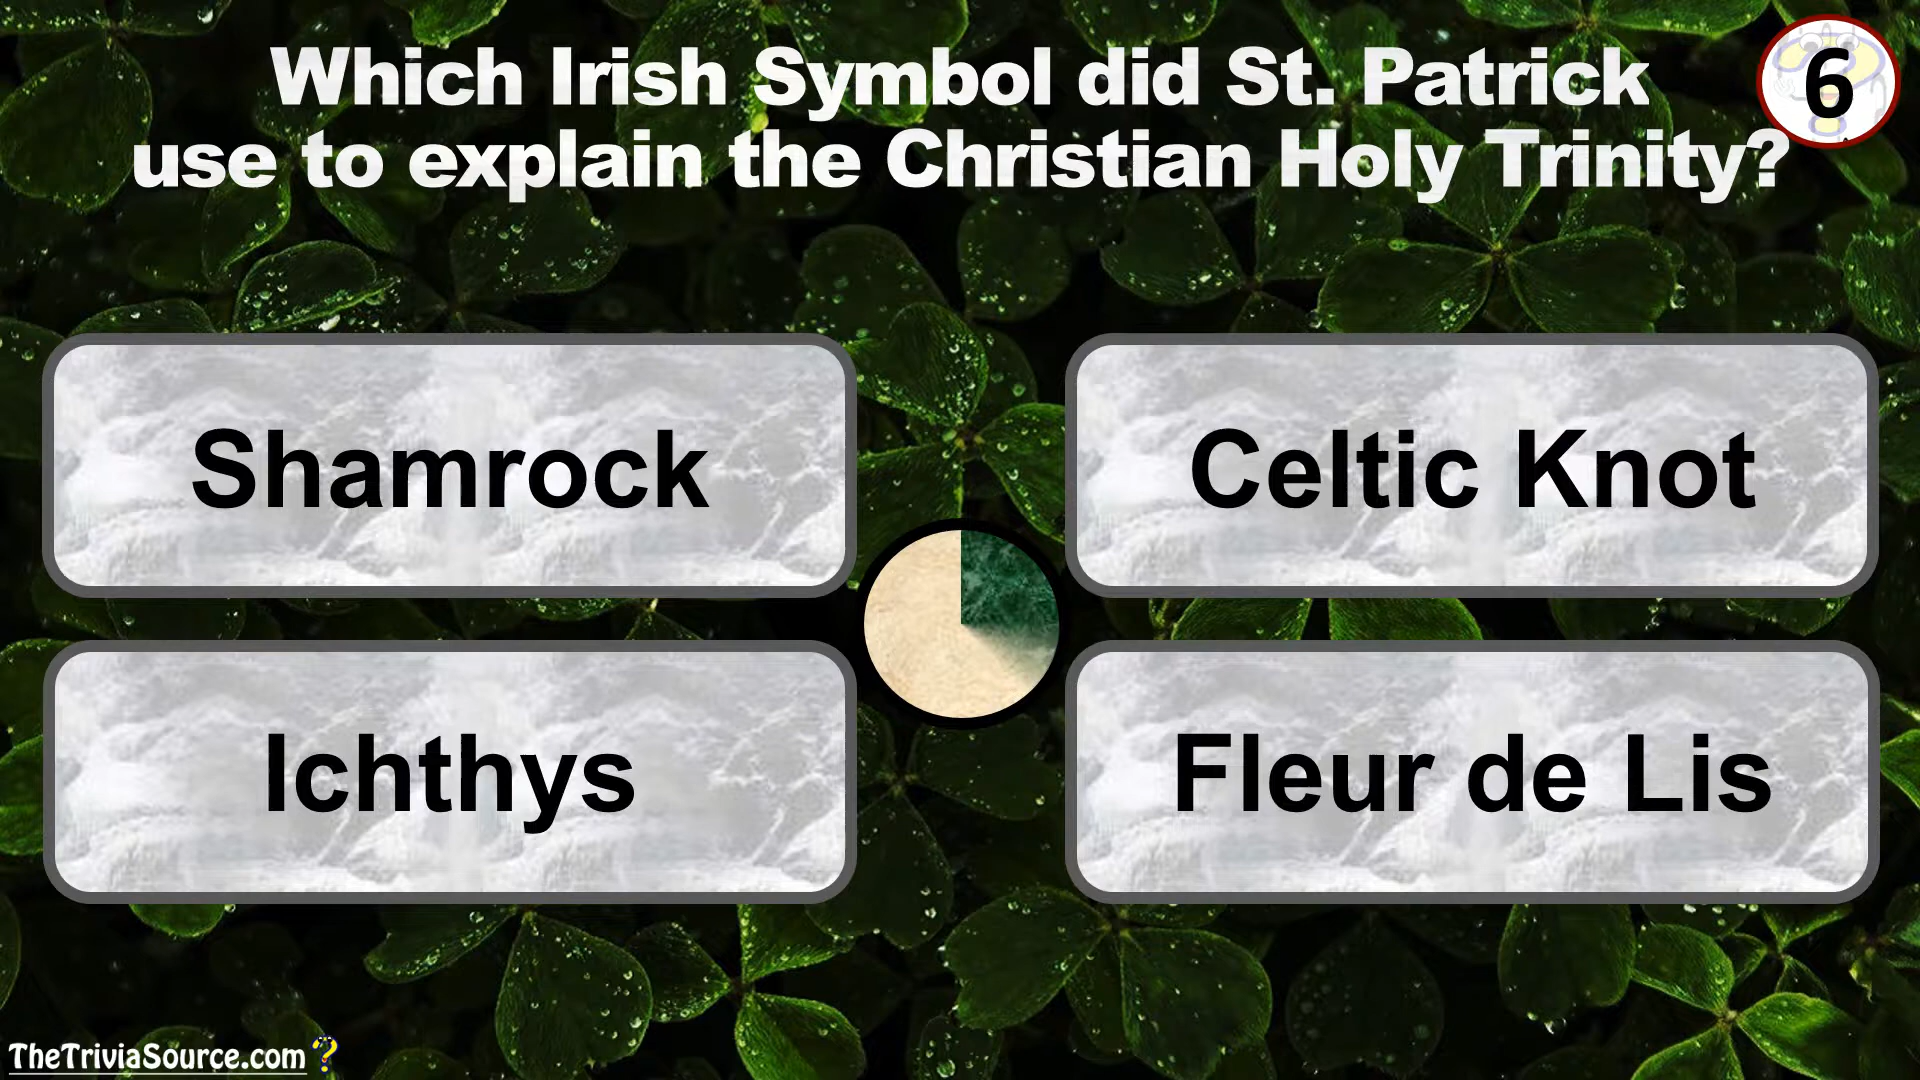 Which Irish Symbol did St. Patrick
use to explain the Christian Holy Trinity?
6
Shamrock
Celtic Knot
Ichthys
Fleur de Lis
TheTriviaSource.com